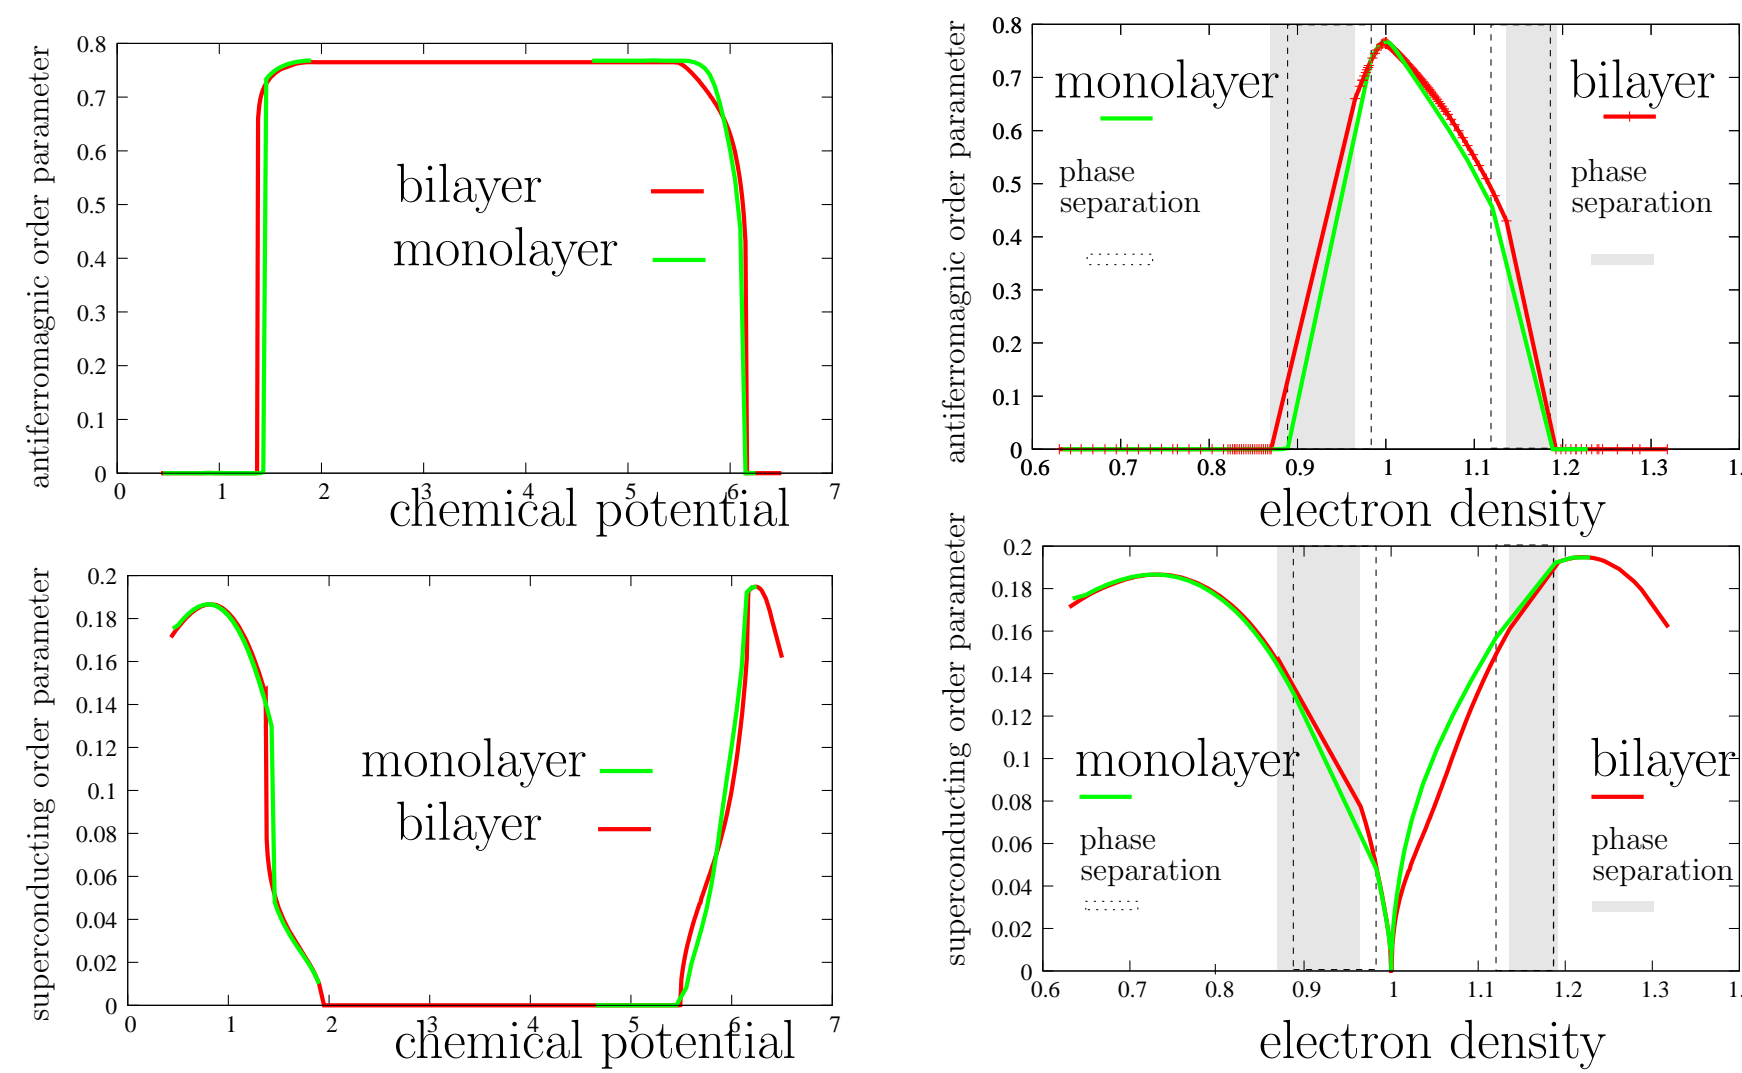 antiferromagnic order parameter
0.8
0.7
0.6
0.5
0.4
0.3
0.2
0.1
0
bilayer
monolayer
0 1 2 3 4 5 6 7
chemical potential
antiferromagnic order parameter
0.8
0.7
0.6
0.5
0.4
0.3
0.2
0.1
0
monolayer
phase
separation
bilayer
phase
separation
0.6 0.7 0.8 0.9 1 1.1 1.2 1.3 1.
electron density
superconducting order parameter
0.2
0.18
0.16
0.14
0.12
0.1
0.08
0.06
0.04
0.02
0
monolayer
bilayer
0 1 2 3 4 5 6 7
chemical potential
superconducting order parameter
0.2
0.18
0.16
0.14
0.12
0.1
0.08
0.06
0.04
0.02
0
monolayer
phase
separation
bilayer
phase
separation
0.6 0.7 0.8 0.9 1 1.1 1.2 1.3 1.
electron density